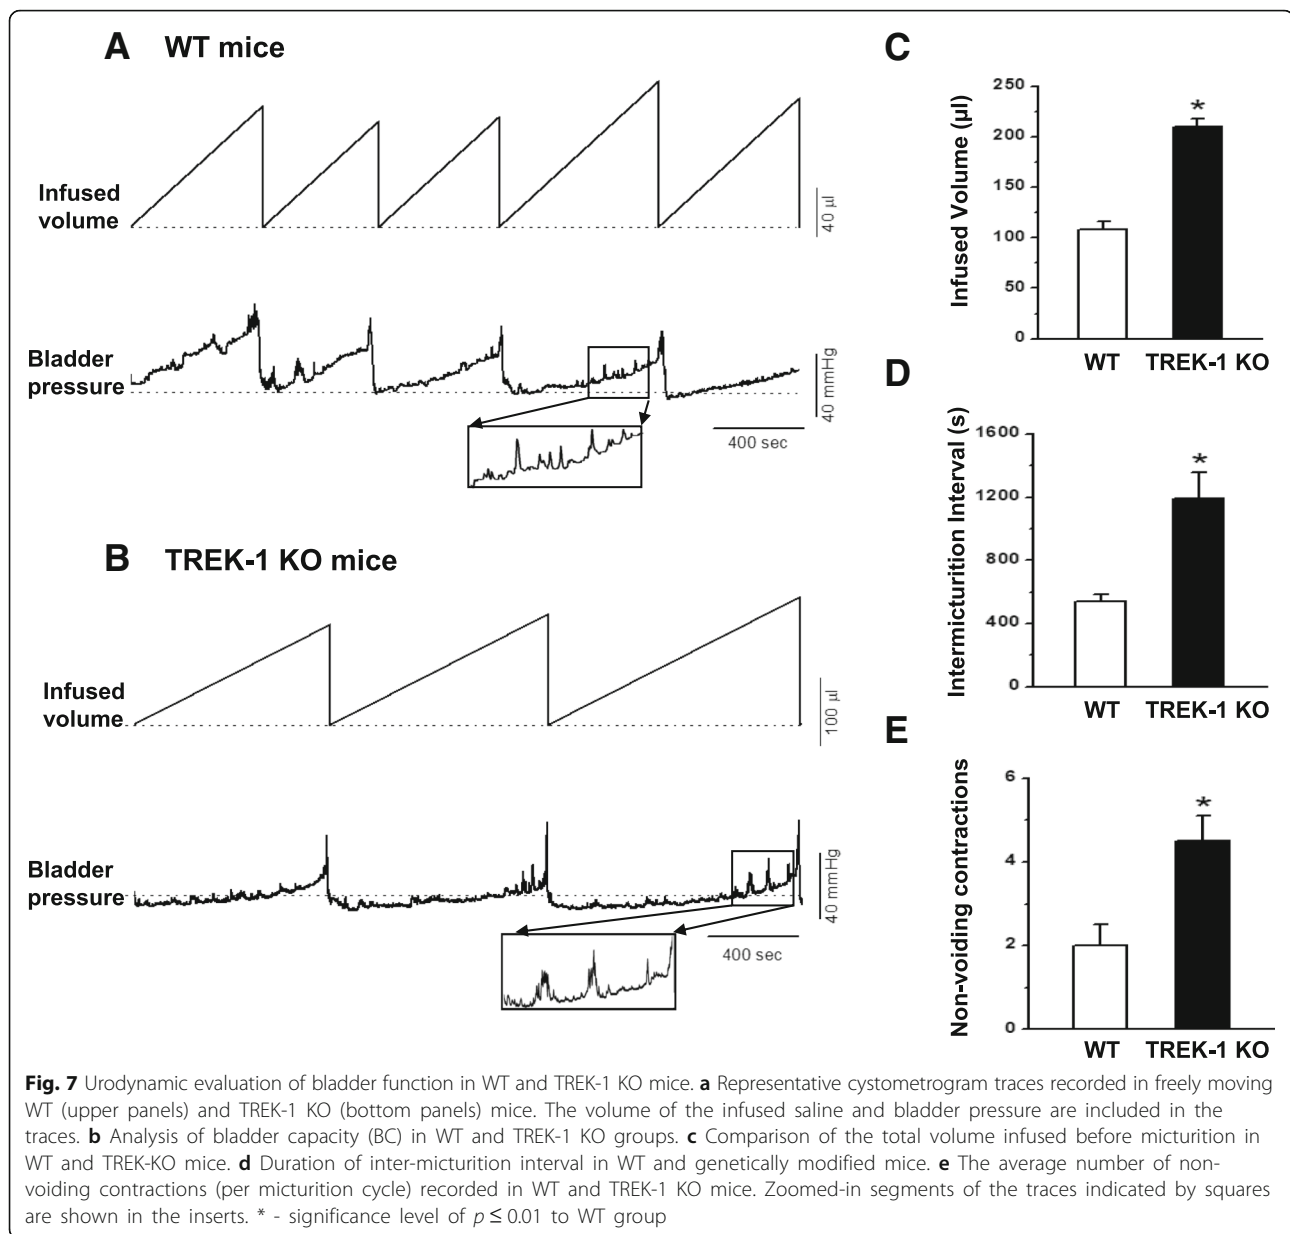 A WT mice
Infused
volume
40 µl
Bladder
pressure
40 mmHg
400 sec
B TREK-1 KO mice
Infused
volume
100 µl
Bladder
pressure
40 mmHg
400 sec
C
Infused Volume (µl)
250
200
150
100
50
0
*
WT TREK-1 KO
D
Intermicturition Interval (s)
1600
1200
800
400
0
*
WT TREK-1 KO
E
Non-voiding contractions
6
4
2
0
*
WT TREK-1 KO
Fig. 7 Urodynamic evaluation of bladder function in WT and TREK-1 KO mice. a Representative cystometrogram traces recorded in freely moving
WT (upper panels) and TREK-1 KO (bottom panels) mice. The volume of the infused saline and bladder pressure are included in the
traces. b Analysis of bladder capacity (BC) in WT and TREK-1 KO groups. c Comparison of the total volume infused before micturition in
WT and TREK-KO mice. d Duration of inter-micturition interval in WT and genetically modified mice. e The average number of non-
voiding contractions (per micturition cycle) recorded in WT and TREK-1 KO mice. Zoomed-in segments of the traces indicated by squares
are shown in the inserts. * - significance level of p ≤ 0.01 to WT group